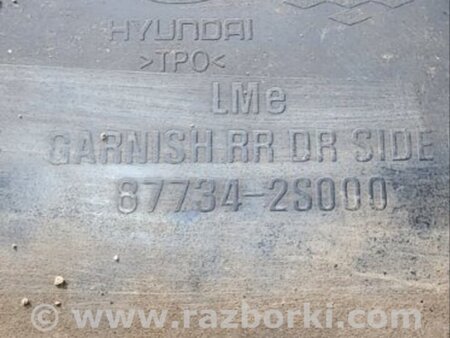 HYUNDAI
>TPO<
LMe
GARNISH RR DR SIDE
87734-2S000
www.razborki.com